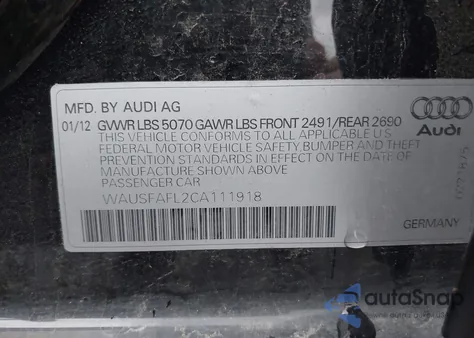 MFD. BY AUDI AG
01/12 GVWR LBS 5070 GAWR LBS FRONT 2491/REAR 2690
THIS VEHICLE CONFORMS TO ALL APPLICABLE U.S
FEDERAL MOTOR VEHICLE SAFETY, BUMPER AND THEFT
PREVENTION STANDARDS IN EFFECT ON THE DATE OF
MANUFACTURE SHOWN ABOVE
PASSENGER CAR
WAUSFAFL2CA111918
Audi
GERMANY
autoSnap